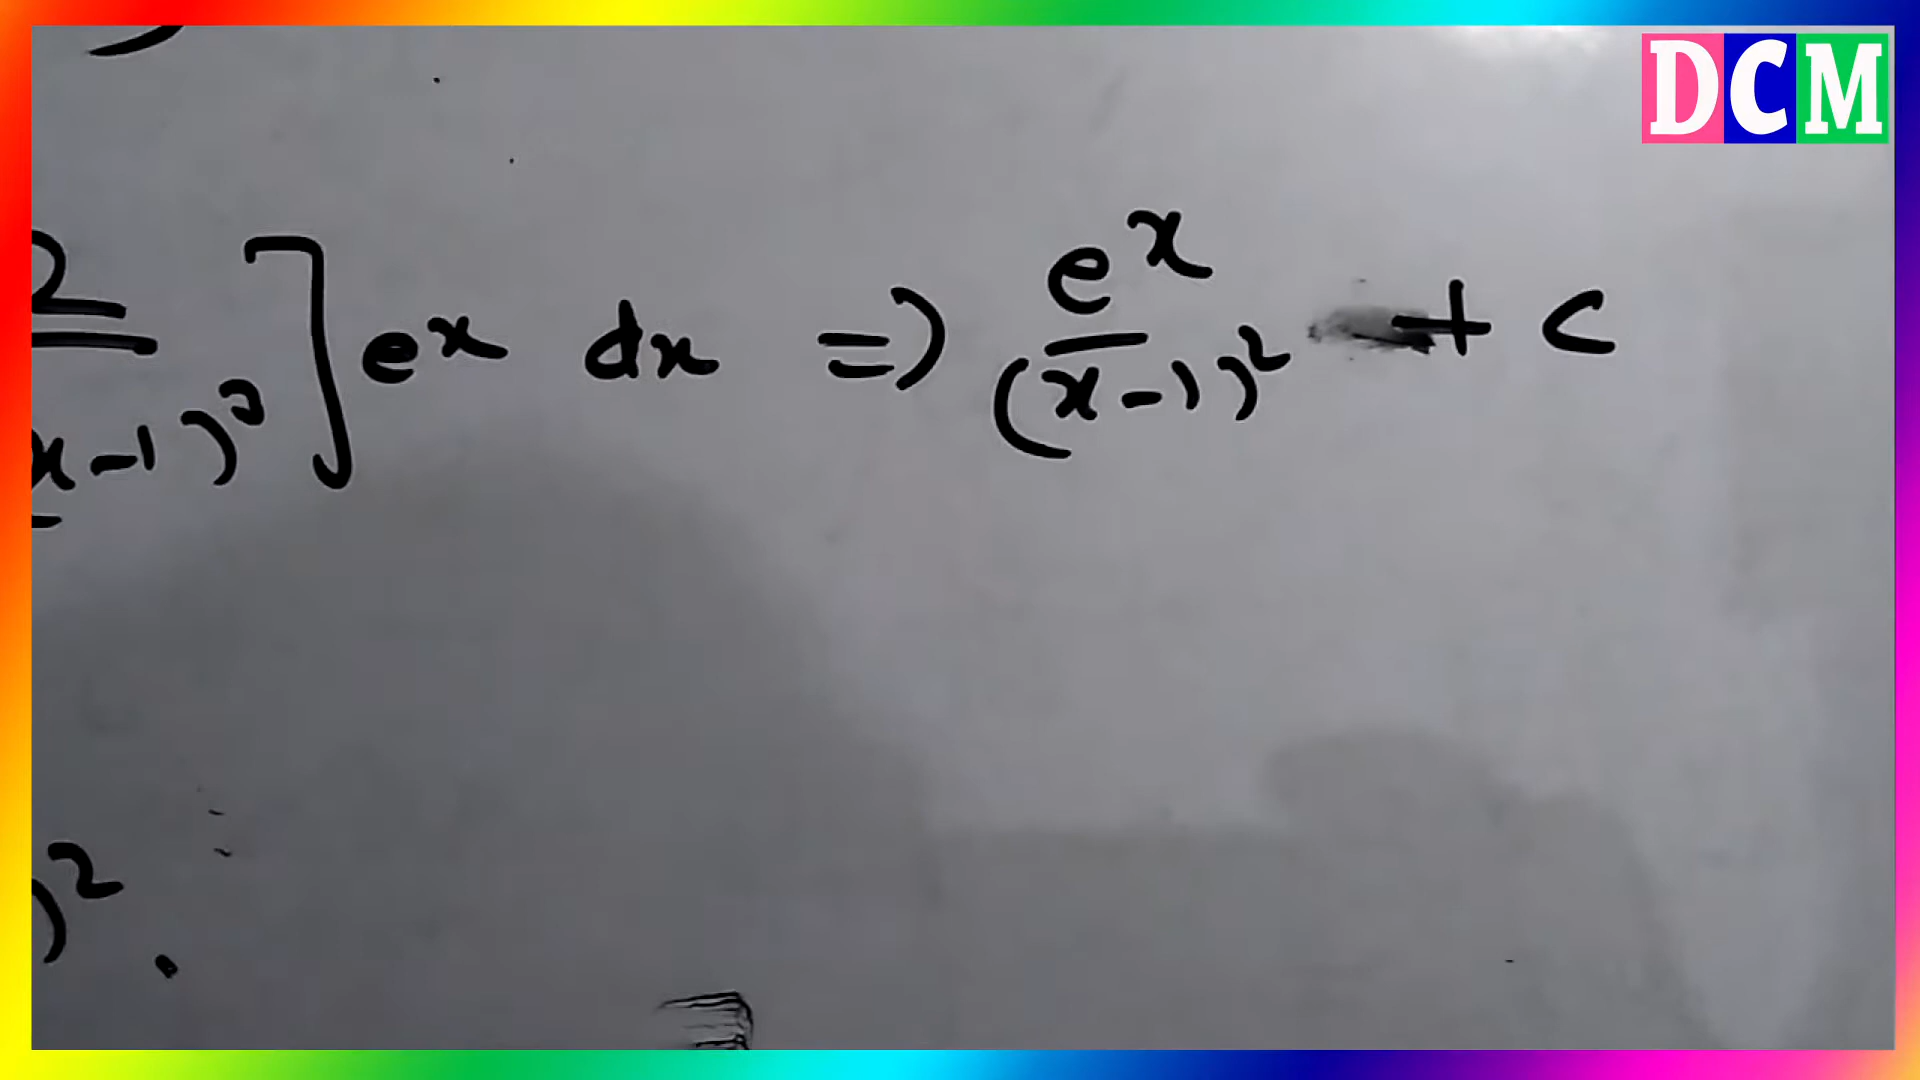 DCM
2/(x-1)²] eˣ dx => eˣ/(x-1)² + c
)²